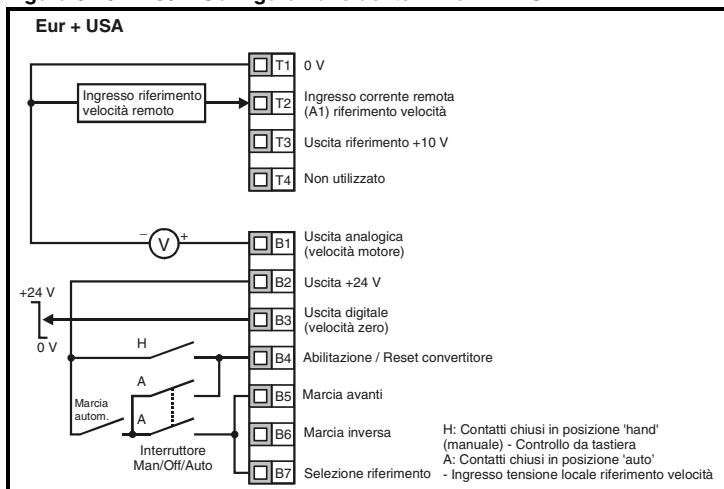 Eur + USA
T1 0 V
Ingresso riferimento
velocità remoto
T2 Ingresso corrente remota
(A1) riferimento velocità
T3 Uscita riferimento +10 V
T4 Non utilizzato
− V +
B1 Uscita analogica
(velocità motore)
B2 Uscita +24 V
+24 V
0 V
B3 Uscita digitale
(velocità zero)
H
B4 Abilitazione / Reset convertitore
A
B5 Marcia avanti
Marcia
autom.
A
B6 Marcia inversa
Interruttore
Man/Off/Auto
B7 Selezione riferimento
H: Contatti chiusi in posizione 'hand'
(manuale) - Controllo da tastiera
A: Contatti chiusi in posizione 'auto'
- Ingresso tensione locale riferimento velocità